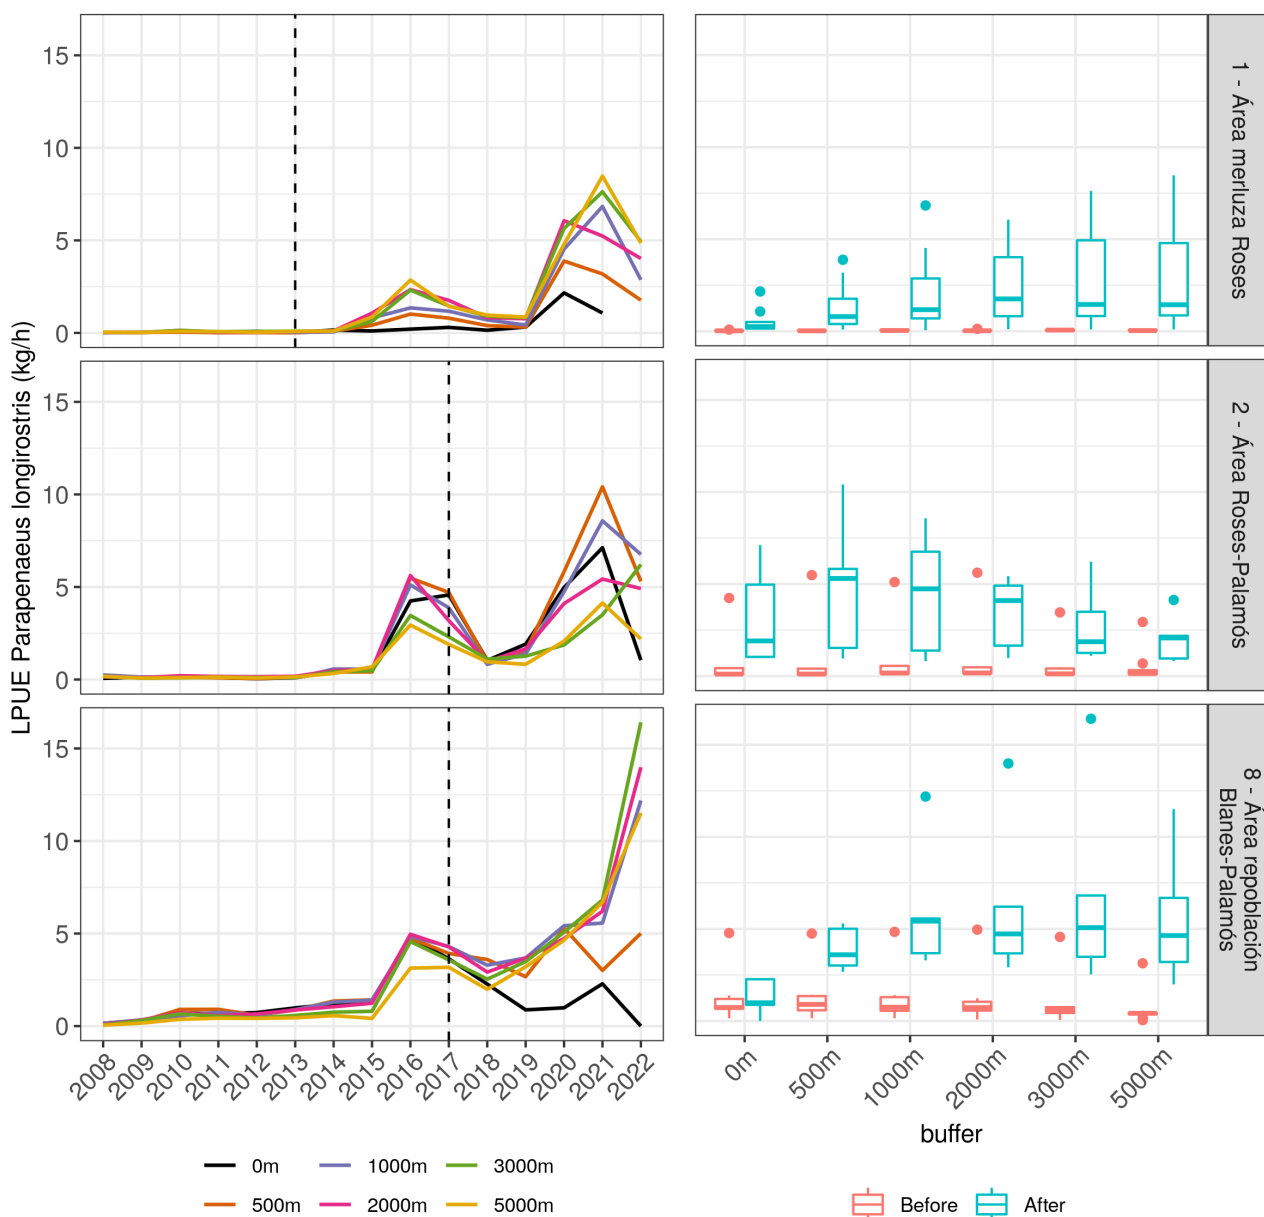 LPUE Parapenaeus longirostris (kg/h)
15
10
5
0
1 - Área merluza Roses
15
10
5
0
2 - Área Roses-Palamós
15
10
5
0
8 - Área repoblación
Blanes-Palamós
2008 2009 2010 2011 2012 2013 2014 2015 2016 2017 2018 2019 2020 2021 2022
0m 500m 1000m 2000m 3000m 5000m
buffer
0m 1000m 3000m
500m 2000m 5000m
Before After